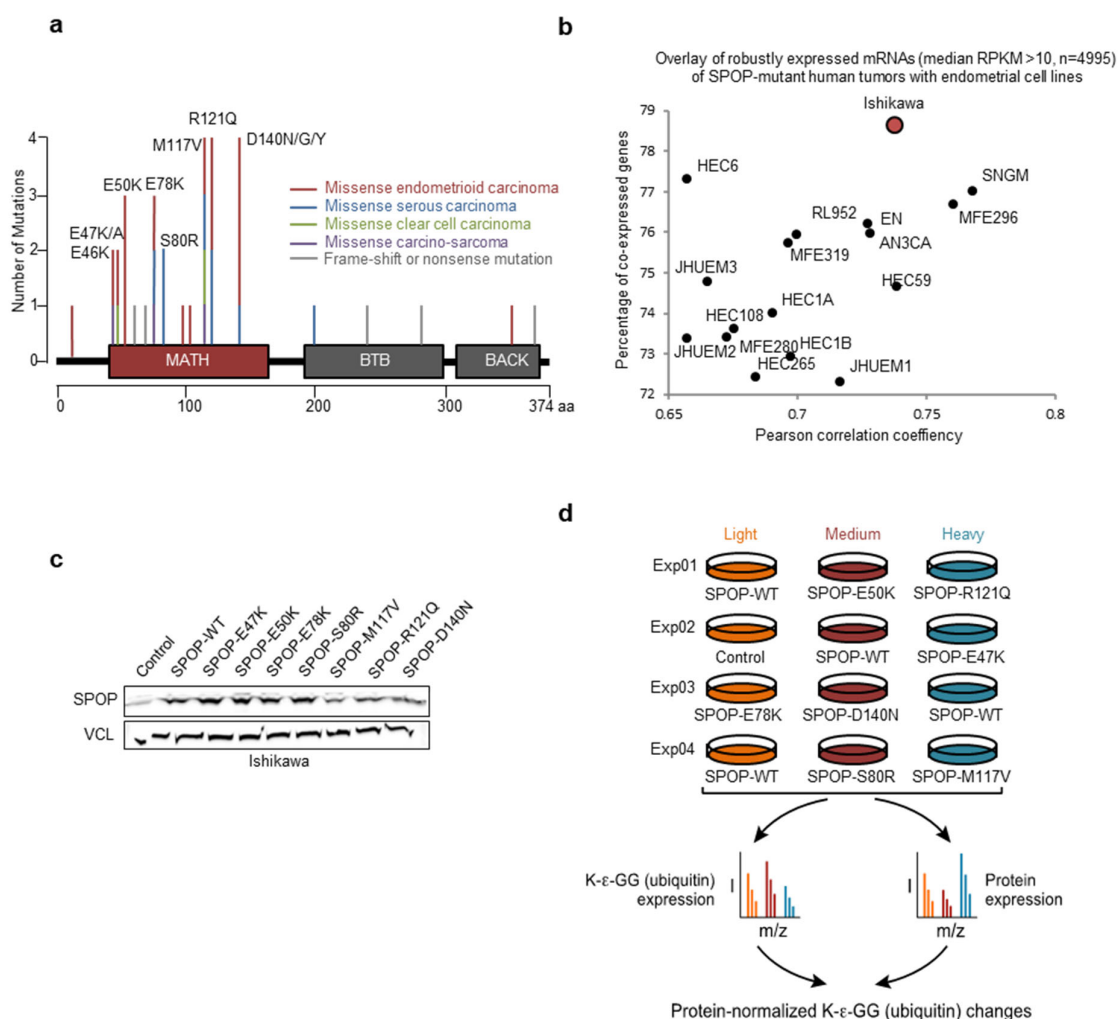 a
R121Q
M117V
D140N/G/Y
E50K
E78K
E47K/A
E46K
S80R
Missense endometrioid carcinoma
Missense serous carcinoma
Missense clear cell carcinoma
Missense carcino-sarcoma
Frame-shift or nonsense mutation
Number of Mutations
4
3
2
1
0
MATH
BTB
BACK
0
100
200
300
374 aa
b
Overlay of robustly expressed mRNAs (median RPKM >10, n=4995)
of SPOP-mutant human tumors with endometrial cell lines
Percentage of co-expressed genes
79
78
77
76
75
74
73
72
Ishikawa
HEC6
SNGM
RL952
EN
MFE296
AN3CA
MFE319
JHUEM3
HEC59
HEC1A
HEC108
JHUEM2
MFE280
HEC1B
HEC265
JHUEM1
0.65
0.7
0.75
0.8
Pearson correlation coeffiency
c
Control
SPOP-WT
SPOP-E47K
SPOP-E50K
SPOP-E78K
SPOP-S80R
SPOP-M117V
SPOP-R121Q
SPOP-D140N
SPOP
VCL
Ishikawa
d
Light Medium Heavy
Exp01
SPOP-WT SPOP-E50K SPOP-R121Q
Exp02
Control SPOP-WT SPOP-E47K
Exp03
SPOP-E78K SPOP-D140N SPOP-WT
Exp04
SPOP-WT SPOP-S80R SPOP-M117V
K-ε-GG (ubiquitin)
expression
I
m/z
I
m/z
Protein
expression
Protein-normalized K-ε-GG (ubiquitin) changes